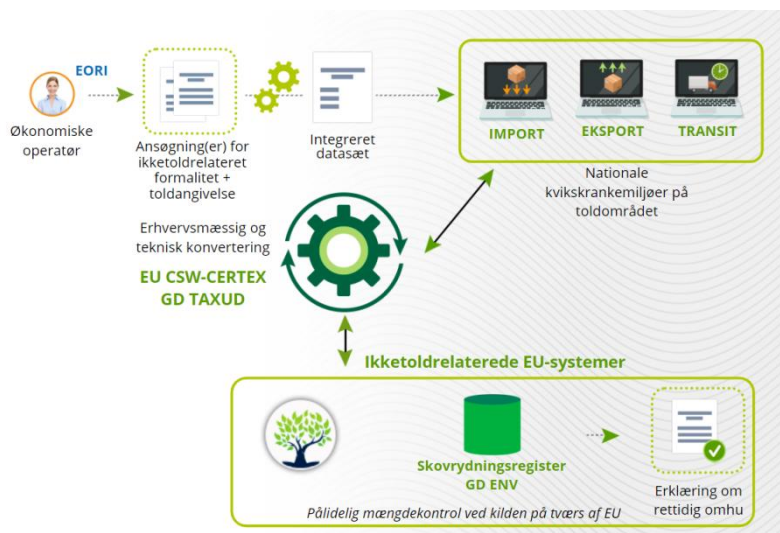 EORI
Økonomiske
operatør
Ansøgning(er) for
ikketoldrelateret
formalitet +
toldangivelse
Integreret
datasæt
IMPORT
EKSPORT
TRANSIT
Nationale
kvikskrankemiljøer på
toldområdet
Erhvervsmæssig og
teknisk konvertering
EU CSW-CERTEX
GD TAXUD
Ikketoldrelaterede EU-systemer
Skovrydningsregister
GD ENV
Erklæring om
rettidig omhu
Pålidelig mængdekontrol ved kilden på tværs af EU